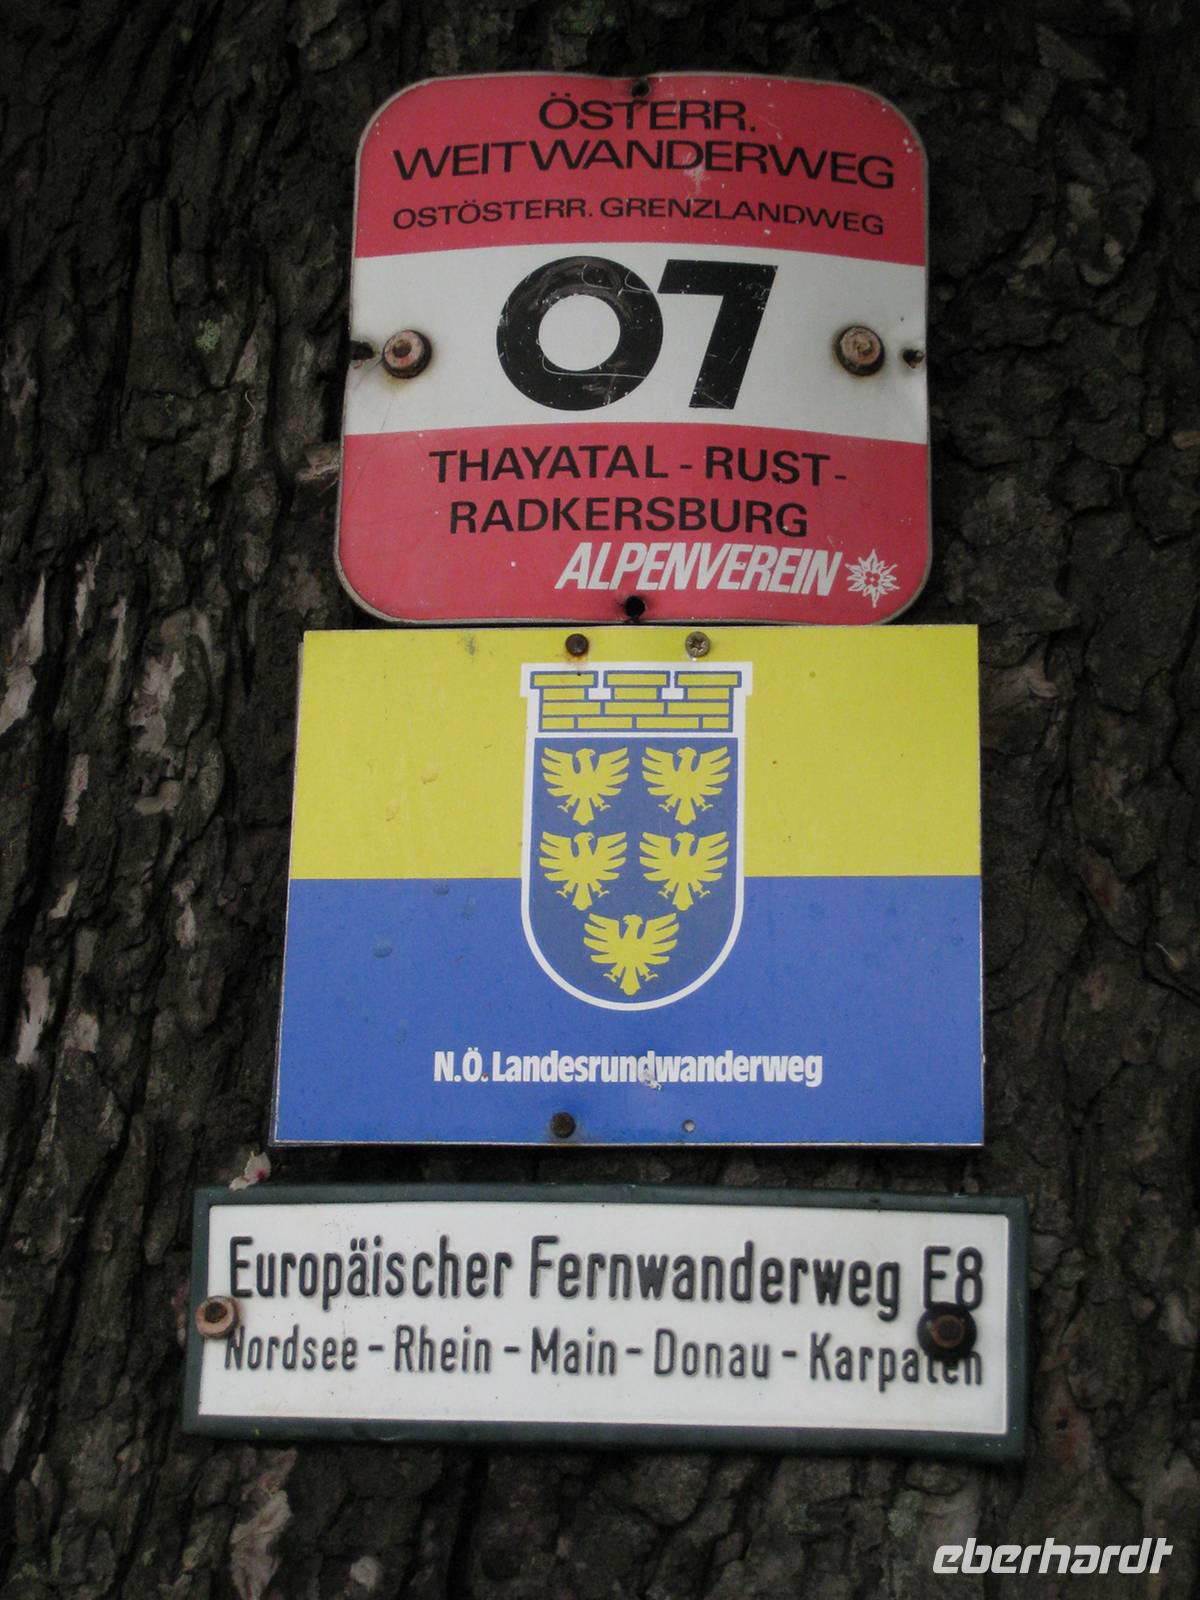 ÖSTERR.
WEITWANDERWEG
OSTÖSTERR. GRENZLANDWEG
07
THAYATAL - RUST -
RADKERSBURG
ALPENVEREIN
N.Ö. Landesrundwanderweg
Europäischer Fernwanderweg E8
Nordsee - Rhein - Main - Donau - Karpaten
eberhardt